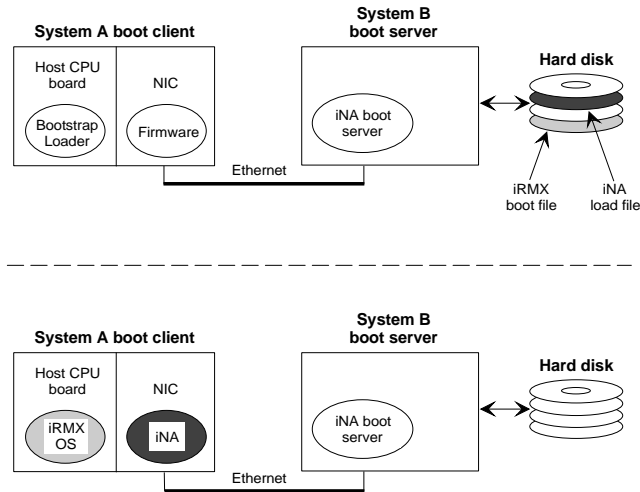 System A boot client
System B
boot server
Hard disk
Host CPU
board
NIC
Bootstrap
Loader
Firmware
iNA boot
server
Ethernet
iRMX
boot file
iNA
load file
System A boot client
System B
boot server
Hard disk
Host CPU
board
NIC
iRMX
OS
iNA
iNA boot
server
Ethernet